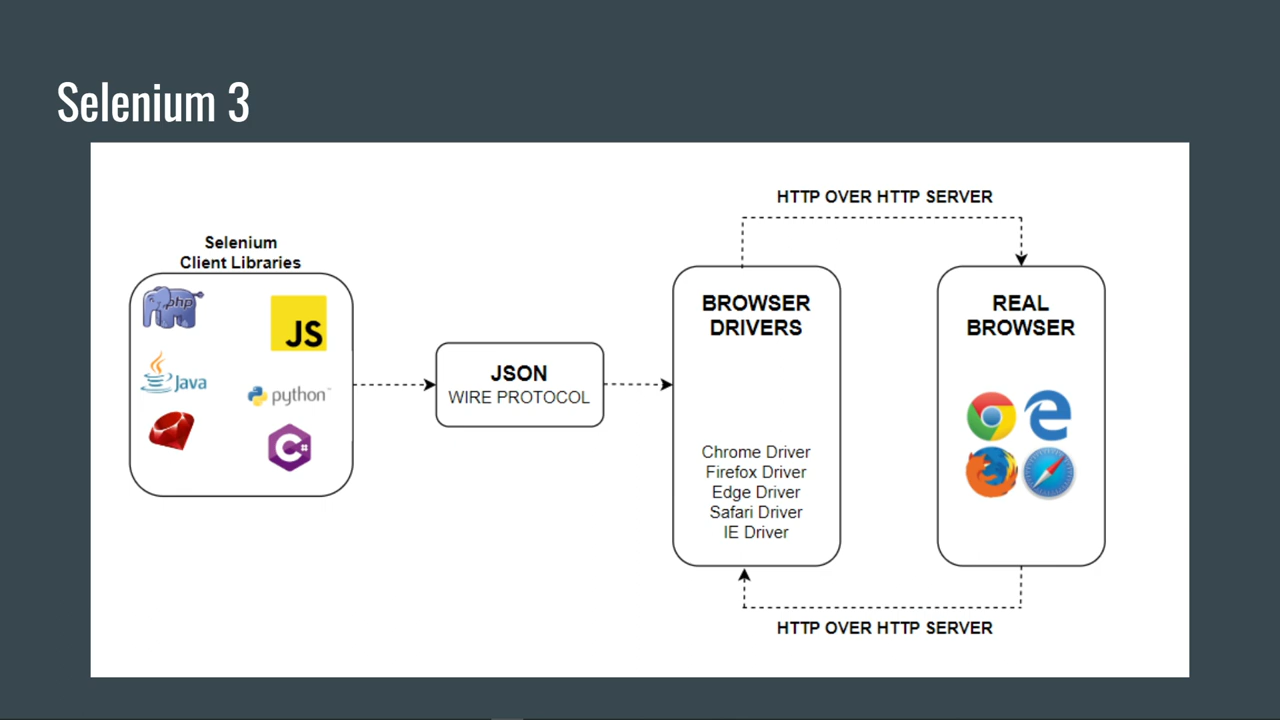 Selenium 3
HTTP OVER HTTP SERVER
Selenium
Client Libraries
php
JS
Java
python
C#
JSON
WIRE PROTOCOL
BROWSER
DRIVERS
Chrome Driver
Firefox Driver
Edge Driver
Safari Driver
IE Driver
REAL
BROWSER
HTTP OVER HTTP SERVER